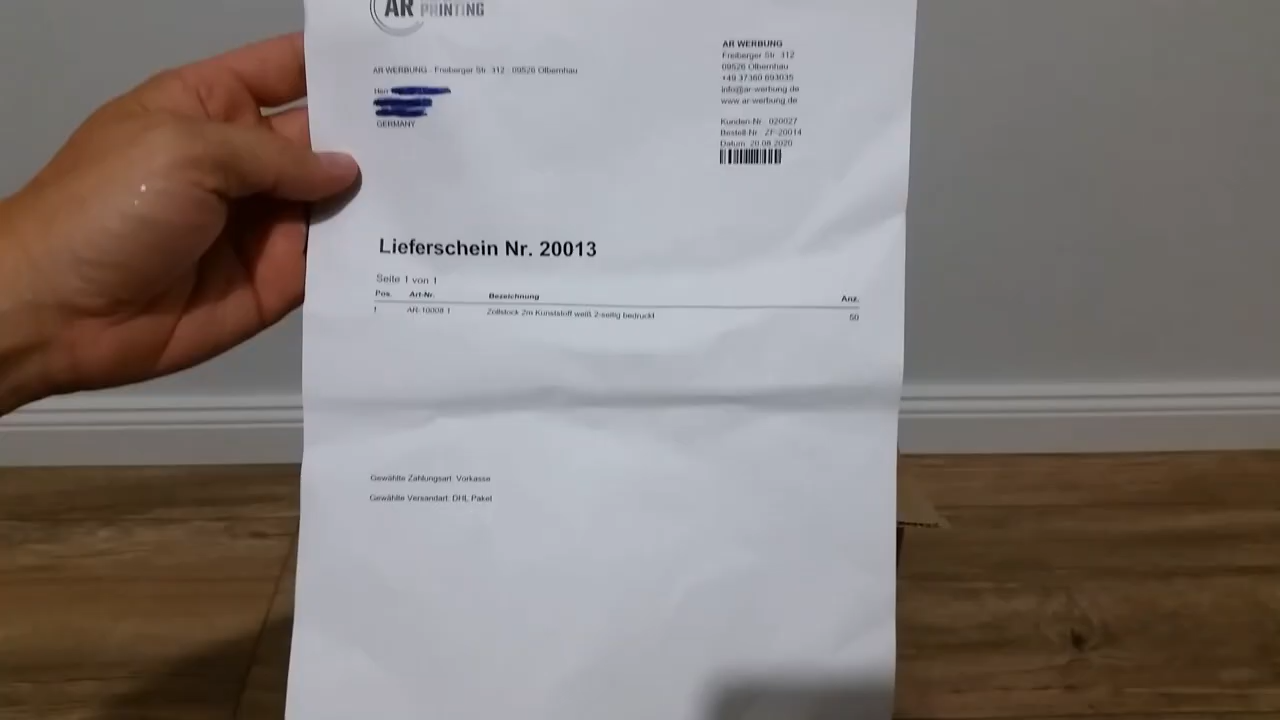 AR PRINTING
AR WERBUNG - Freiberger Str. 312 - 09526 Olbernhau
Herr
GERMANY
AR WERBUNG
Freiberger Str. 312
09526 Olbernhau
+49 37360 693035
info@ar-werbung.de
www.ar-werbung.de
Kunden-Nr. 020027
Bestell-Nr. ZF-20014
Datum 20.08.2020
Lieferschein Nr. 20013
Seite 1 von 1
Pos. Art-Nr. Bezeichnung Anz.
1 AR-10008.1 Zollstock 2m Kunststoff weiß 2-seitig bedruckt 50
Gewählte Zahlungsart: Vorkasse
Gewählte Versandart: DHL Paket